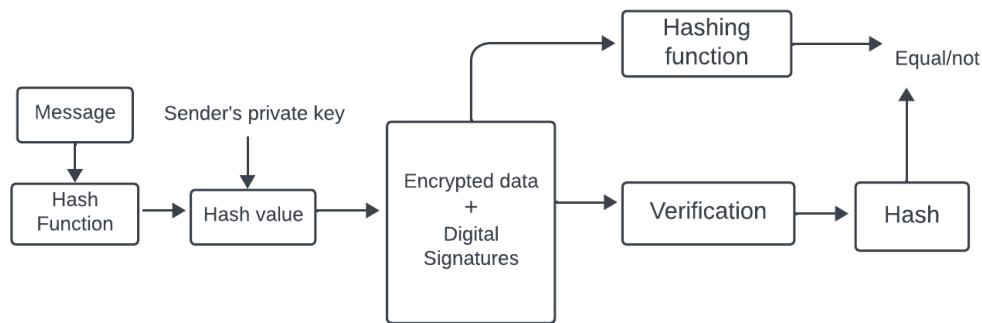 Message
Hash
Function
Sender's private key
Hash value
Encrypted data
+
Digital
Signatures
Hashing
function
Equal/not
Verification
Hash